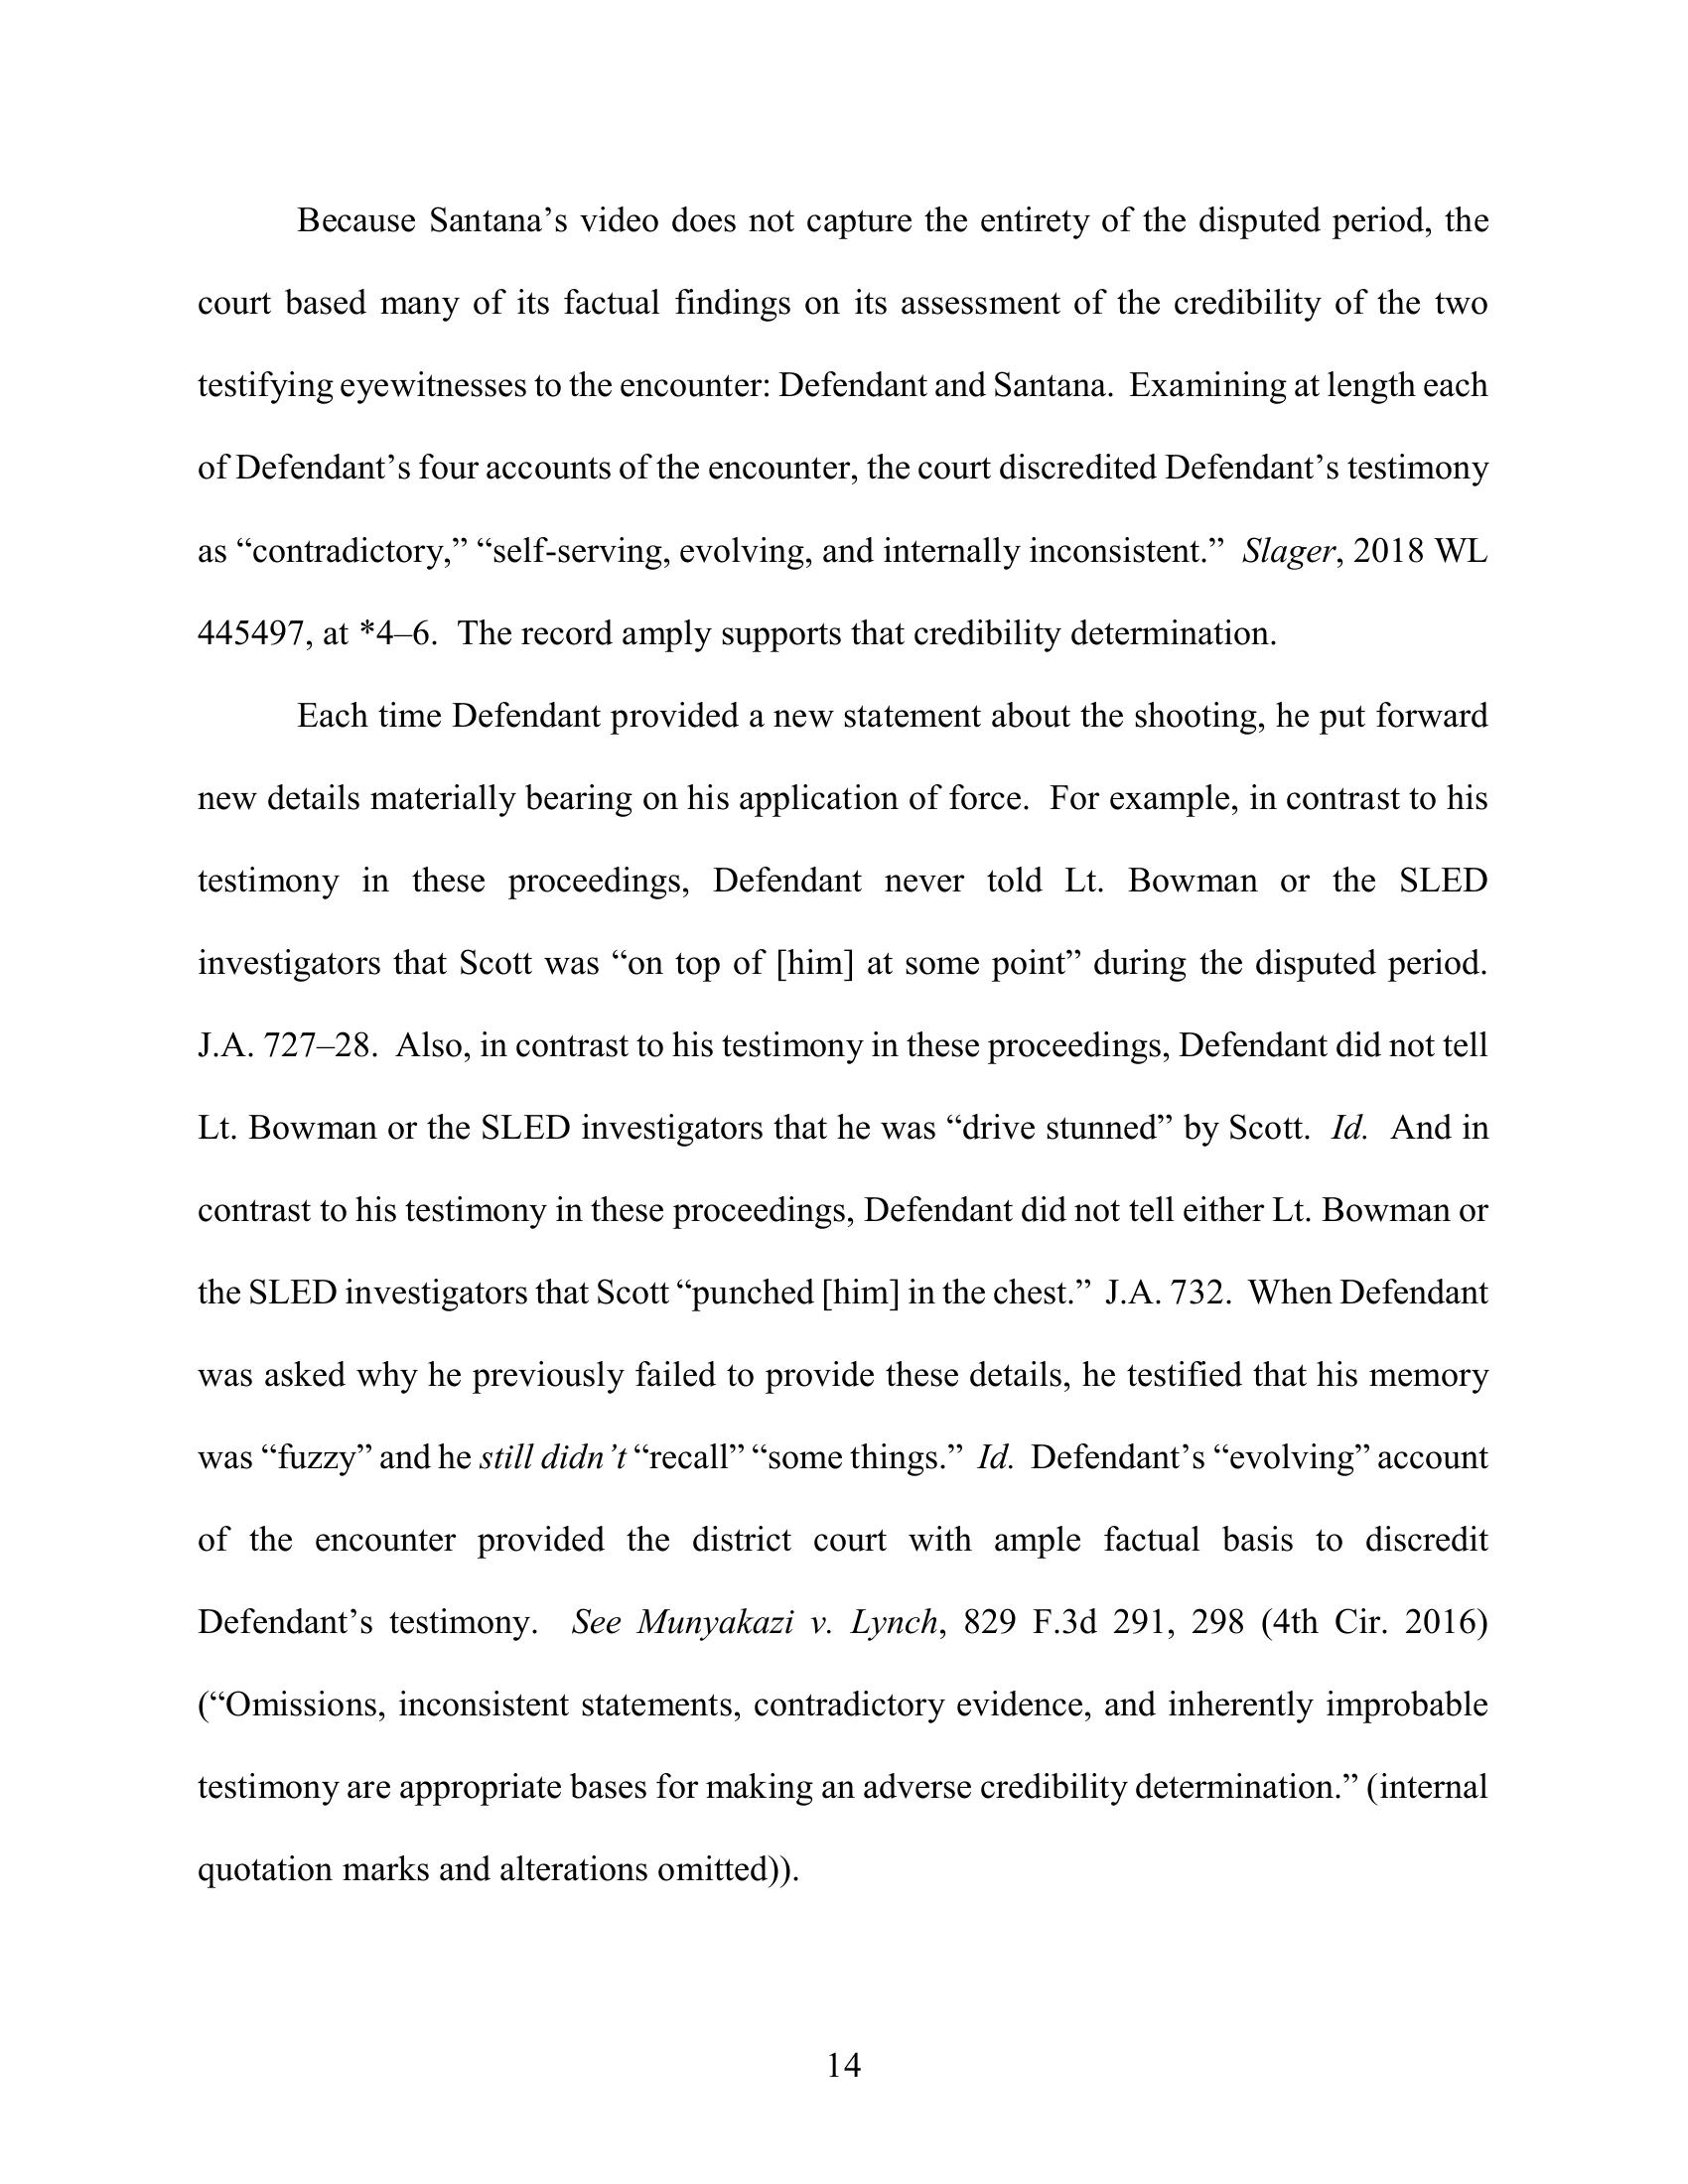 Because Santana’s video does not capture the entirety of the disputed period, the
court based many of its factual findings on its assessment of the credibility of the two
testifying eyewitnesses to the encounter: Defendant and Santana.  Examining at length each
of Defendant’s four accounts of the encounter, the court discredited Defendant’s testimony
as “contradictory,” “self-serving, evolving, and internally inconsistent.”  Slager, 2018 WL
445497, at *4–6.  The record amply supports that credibility determination.
Each time Defendant provided a new statement about the shooting, he put forward
new details materially bearing on his application of force.  For example, in contrast to his
testimony in these proceedings, Defendant never told Lt. Bowman or the SLED
investigators that Scott was “on top of [him] at some point” during the disputed period.
J.A. 727–28.  Also, in contrast to his testimony in these proceedings, Defendant did not tell
Lt. Bowman or the SLED investigators that he was “drive stunned” by Scott.  Id.  And in
contrast to his testimony in these proceedings, Defendant did not tell either Lt. Bowman or
the SLED investigators that Scott “punched [him] in the chest.”  J.A. 732.  When Defendant
was asked why he previously failed to provide these details, he testified that his memory
was “fuzzy” and he still didn’t “recall” “some things.”  Id.  Defendant’s “evolving” account
of the encounter provided the district court with ample factual basis to discredit
Defendant’s testimony.  See Munyakazi v. Lynch, 829 F.3d 291, 298 (4th Cir. 2016)
(“Omissions, inconsistent statements, contradictory evidence, and inherently improbable
testimony are appropriate bases for making an adverse credibility determination.” (internal
quotation marks and alterations omitted)).
14